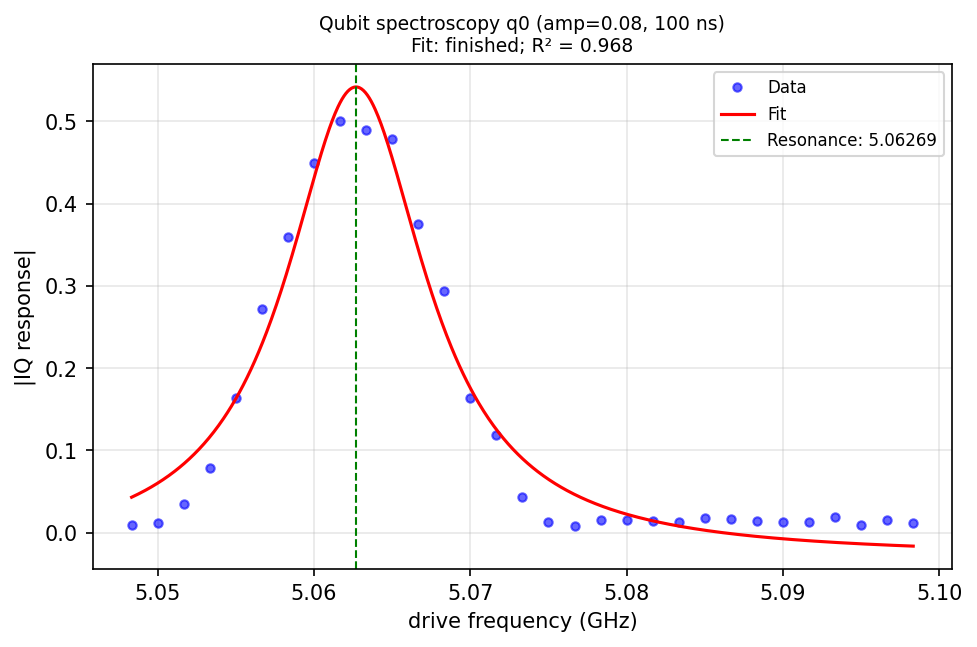 Qubit spectroscopy q0 (amp=0.08, 100 ns)
Fit: finished; R² = 0.968
Data
Fit
Resonance: 5.06269
|IQ response|
0.5
0.4
0.3
0.2
0.1
0.0
5.05 5.06 5.07 5.08 5.09 5.10
drive frequency (GHz)